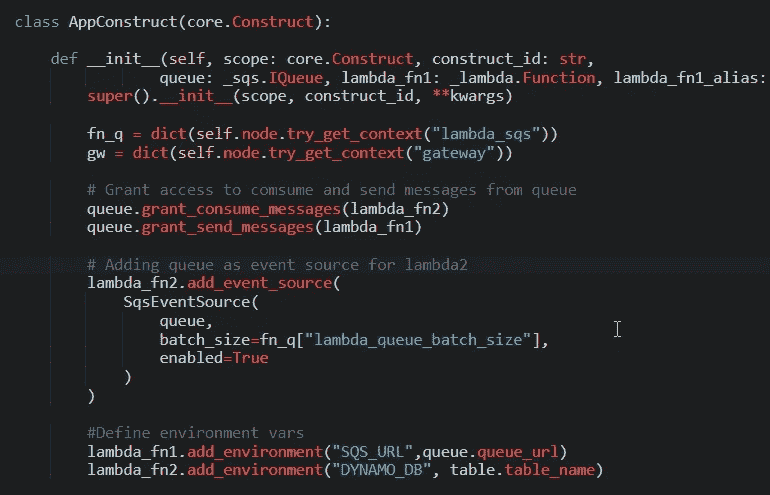 class AppConstruct(core.Construct):
def __init__(self, scope: core.Construct, construct_id: str,
queue: _sqs.IQueue, lambda_fn1: _lambda.Function, lambda_fn1_alias:
super().__init__(scope, construct_id, **kwargs)
fn_q = dict(self.node.try_get_context("lambda_sqs"))
gw = dict(self.node.try_get_context("gateway"))
# Grant access to comsume and send messages from queue
queue.grant_consume_messages(lambda_fn2)
queue.grant_send_messages(lambda_fn1)
# Adding queue as event source for lambda2
lambda_fn2.add_event_source(
SqsEventSource(
queue,
batch_size=fn_q["lambda_queue_batch_size"],
enabled=True
)
)
#Define environment vars
lambda_fn1.add_environment("SQS_URL",queue.queue_url)
lambda_fn2.add_environment("DYNAMO_DB", table.table_name)